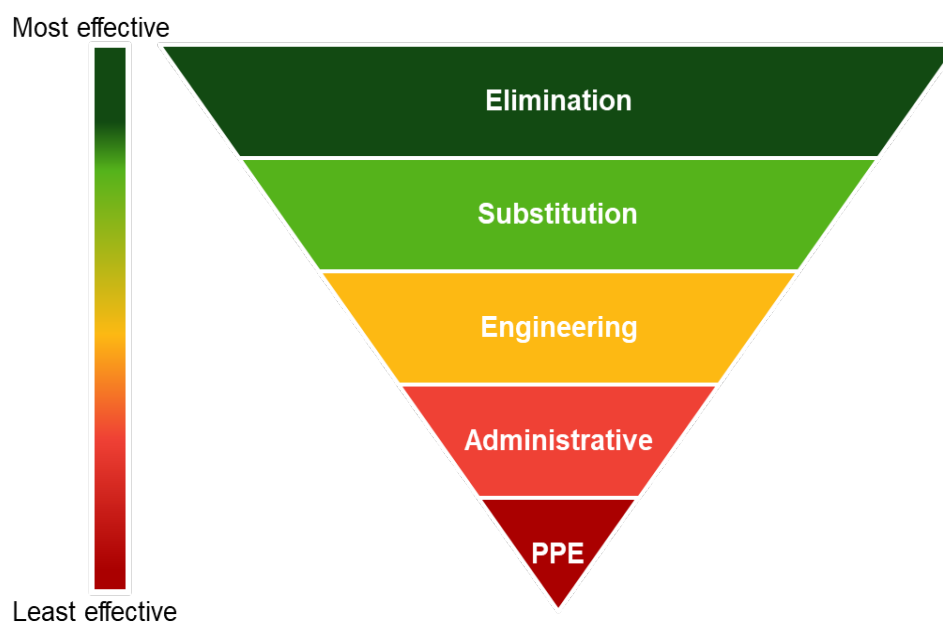 Most effective
Elimination
Substitution
Engineering
Administrative
PPE
Least effective